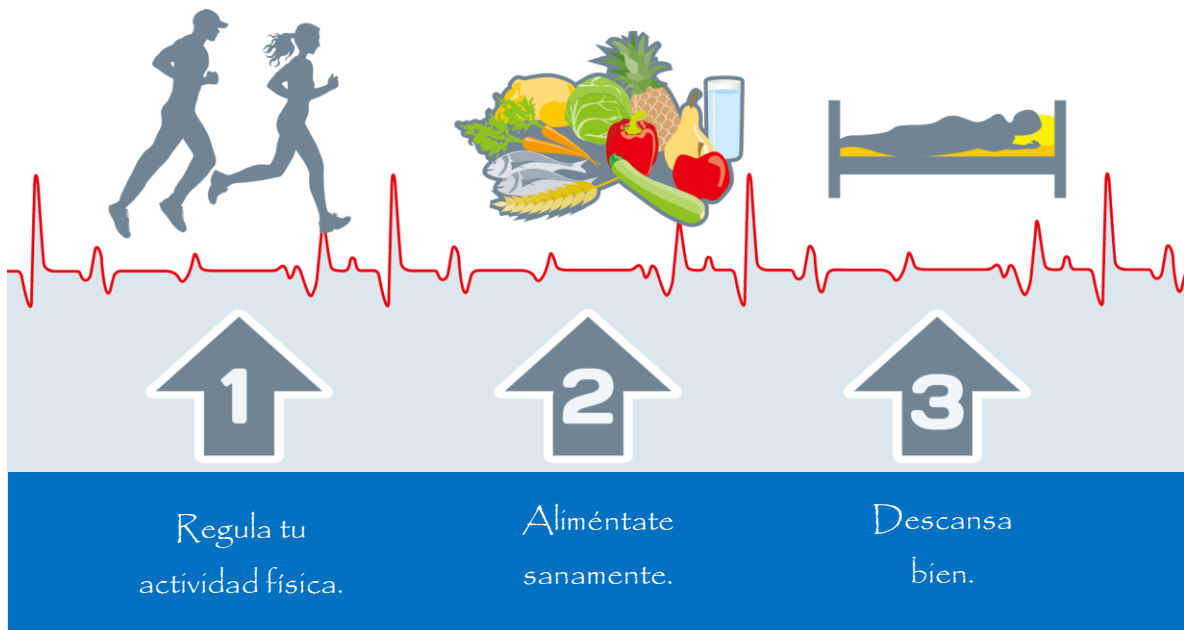 1
2
3
Regula tu
actividad física.
Aliméntate
sanamente.
Descansa
bien.